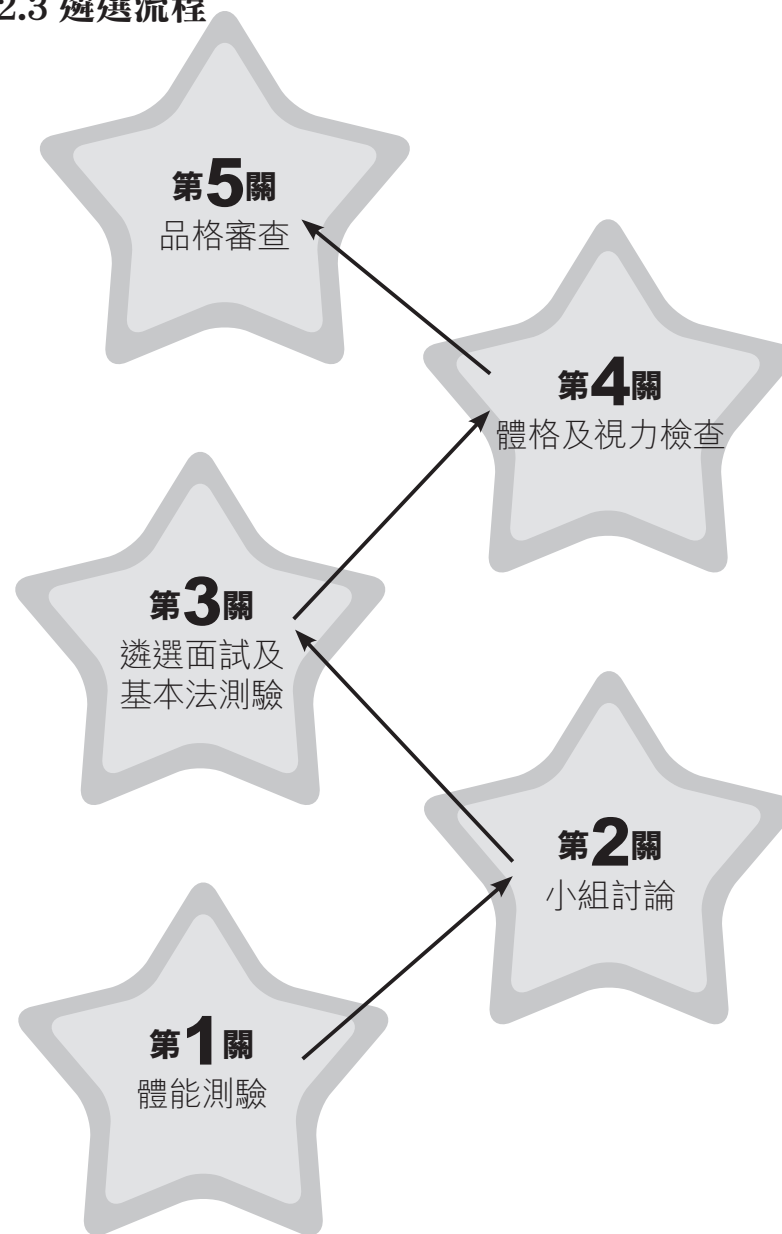 2.3 遴選流程
第5關
品格審查
第4關
體格及視力檢查
第3關
遴選面試及
基本法測驗
第2關
小組討論
第1關
體能測驗